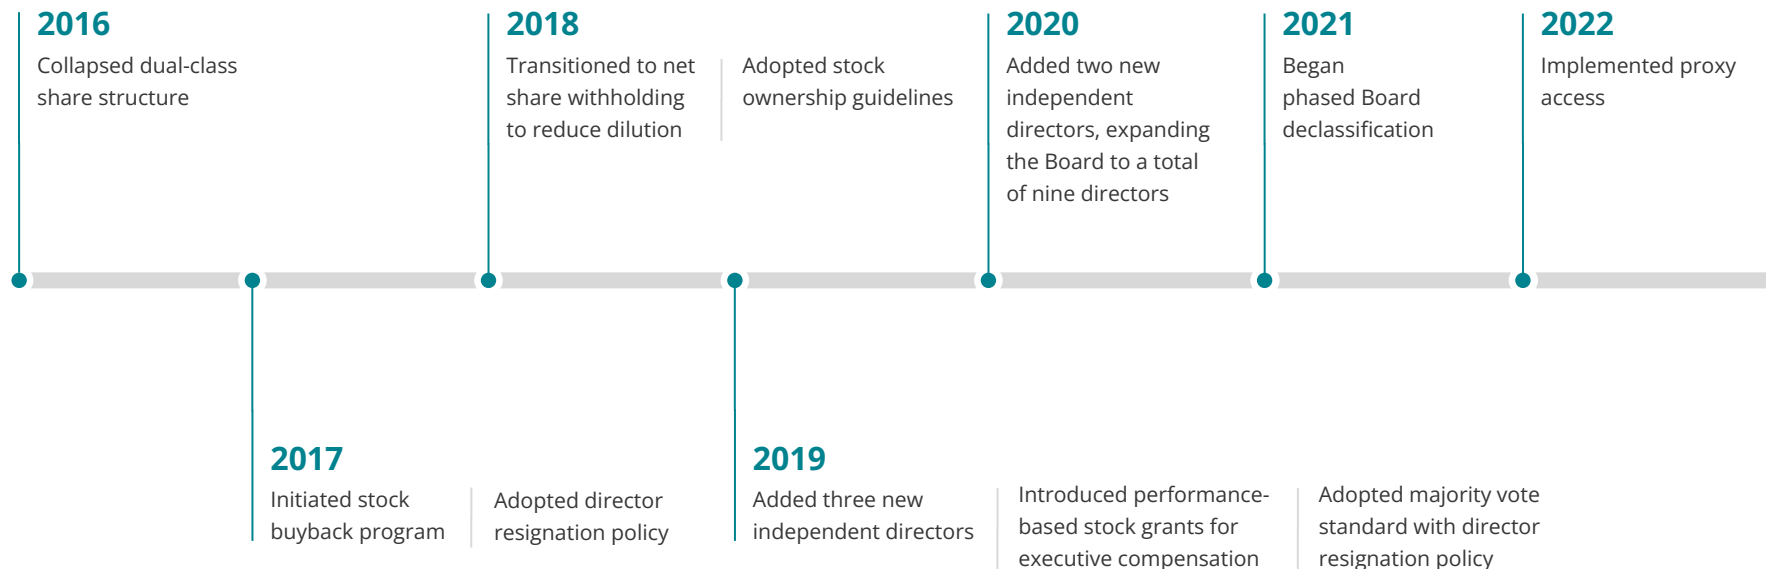 2016
Collapsed dual-class
share structure
2018
Transitioned to net
share withholding
to reduce dilution
Adopted stock
ownership guidelines
2020
Added two new
independent
directors, expanding
the Board to a total
of nine directors
2021
Began
phased Board
declassification
2022
Implemented proxy
access
2017
Initiated stock
buyback program
Adopted director
resignation policy
2019
Added three new
independent directors
Introduced performance-
based stock grants for
executive compensation
Adopted majority vote
standard with director
resignation policy